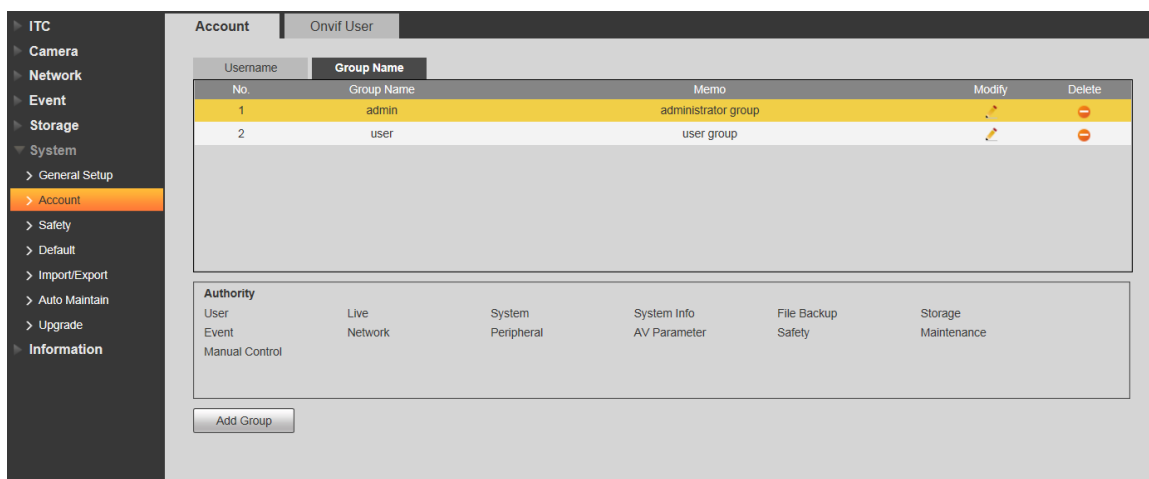 ITC
Camera
Network
Event
Storage
System
General Setup
Account
Safety
Default
Import/Export
Auto Maintain
Upgrade
Information
Account Onvif User
Username Group Name
No. Group Name Memo Modify Delete
1 admin administrator group
2 user user group
Authority
User Live System System Info File Backup Storage
Event Network Peripheral AV Parameter Safety Maintenance
Manual Control
Add Group